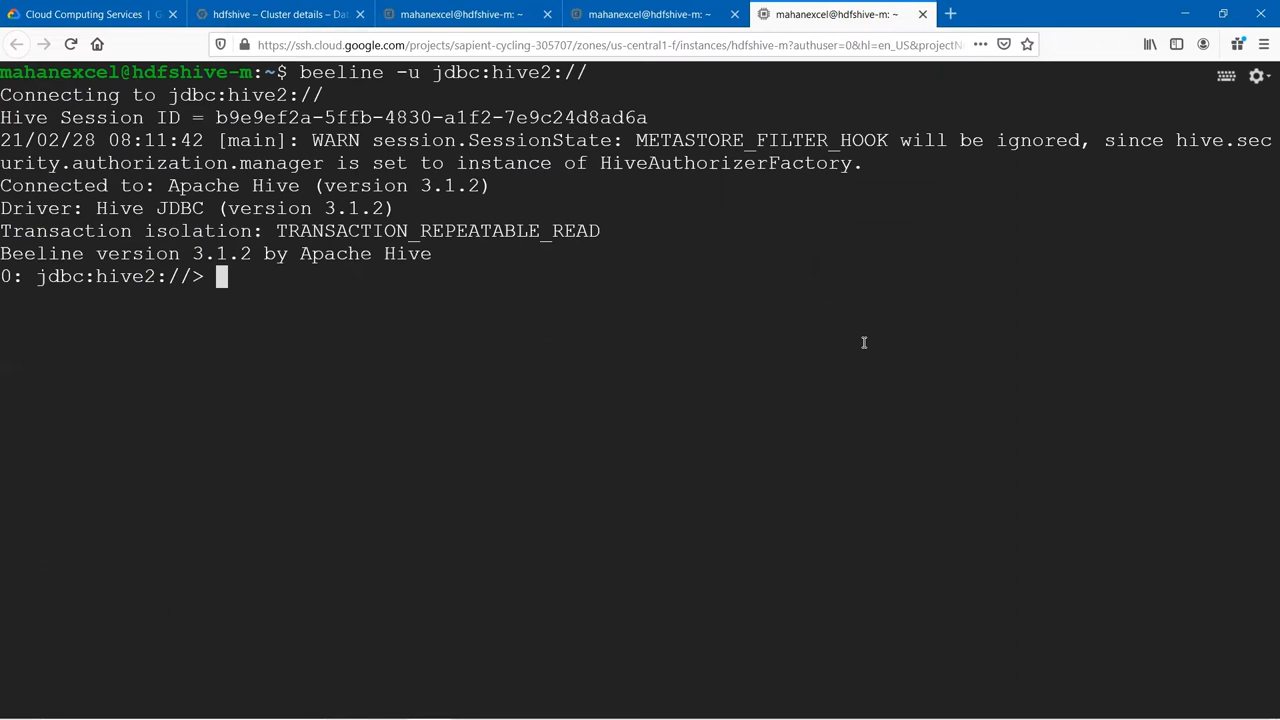 Cloud Computing Services | G
hdfshive – Cluster details – Dat
mahanexcel@hdfshive-m: ~
mahanexcel@hdfshive-m: ~
mahanexcel@hdfshive-m: ~
https://ssh.cloud.google.com/projects/sapient-cycling-305707/zones/us-central1-f/instances/hdfshive-m?authuser=0&hl=en_US&projectN
mahanexcel@hdfshive-m:~$ beeline -u jdbc:hive2://
Connecting to jdbc:hive2://
Hive Session ID = b9e9ef2a-5ffb-4830-a1f2-7e9c24d8ad6a
21/02/28 08:11:42 [main]: WARN session.SessionState: METASTORE_FILTER_HOOK will be ignored, since hive.sec
urity.authorization.manager is set to instance of HiveAuthorizerFactory.
Connected to: Apache Hive (version 3.1.2)
Driver: Hive JDBC (version 3.1.2)
Transaction isolation: TRANSACTION_REPEATABLE_READ
Beeline version 3.1.2 by Apache Hive
0: jdbc:hive2://>